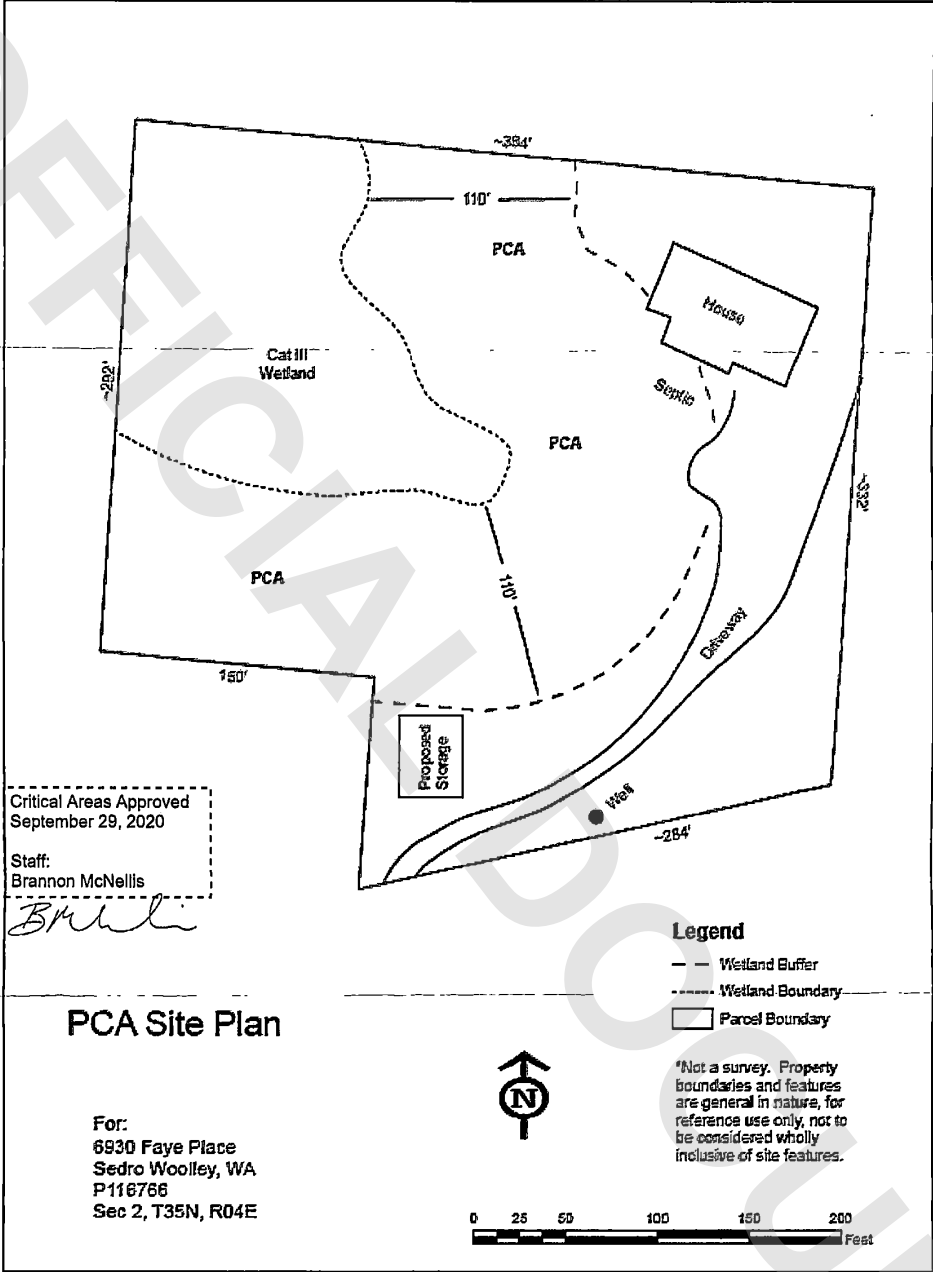 110'
PCA
House
Cat III
Wetland
~292'
Septic
PCA
~332'
PCA
110'
Driveway
150'
Proposed
Storage
Well
Critical Areas Approved
September 29, 2020
Staff:
Brannon McNellis
Legend
Wetland Buffer
Wetland Boundary
Parcel Boundary
PCA Site Plan
N
*Not a survey. Property
boundaries and features
are general in nature, for
reference use only, not to
be considered wholly
inclusive of site features.
For:
6930 Faye Place
Sedro Woolley, WA
P116766
Sec 2, T35N, R04E
0 25 50 100 150 200
Feet
FFICIAL DOCU